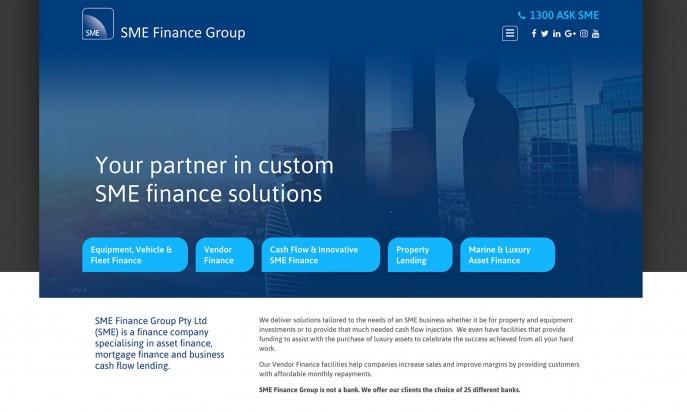 1300 ASK SME
SME
SME Finance Group
Your partner in custom
SME finance solutions
Equipment, Vehicle &
Fleet Finance
Vendor
Finance
Cash Flow & Innovative
SME Finance
Property
Lending
Marine & Luxury
Asset Finance
SME Finance Group Pty Ltd
(SME) is a finance company
specialising in asset finance,
mortgage finance and business
cash flow lending.
We deliver solutions tailored to the needs of an SME business whether it be for property and equipment
investments or to provide that much needed cash flow injection. We even have facilities that provide
funding to assist with the purchase of luxury assets to celebrate the success achieved from all your hard
work.
Our Vendor Finance facilities help companies increase sales and improve margins by providing customers
with affordable monthly repayments.
SME Finance Group is not a bank. We offer our clients the choice of 25 different banks.